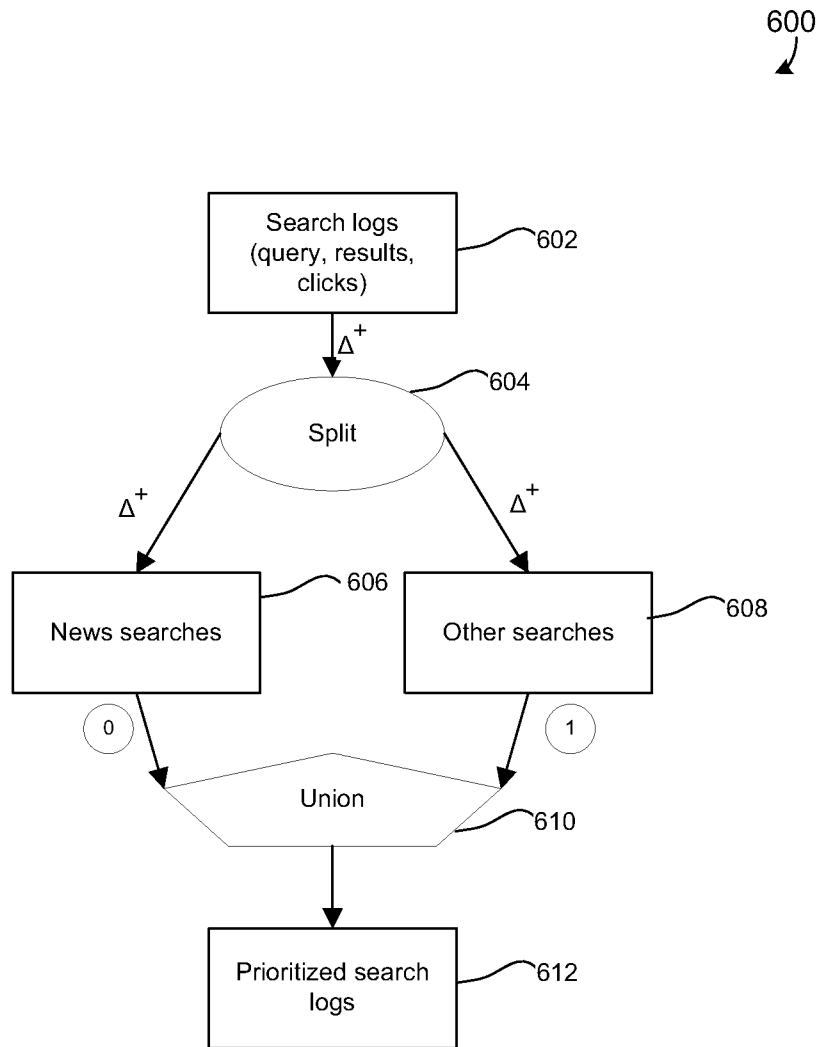 600
Search logs
(query, results,
clicks)
602
Δ⁺
604
Split
Δ⁺
Δ⁺
606
608
News searches
Other searches
0
1
Union
610
Prioritized search
logs
612